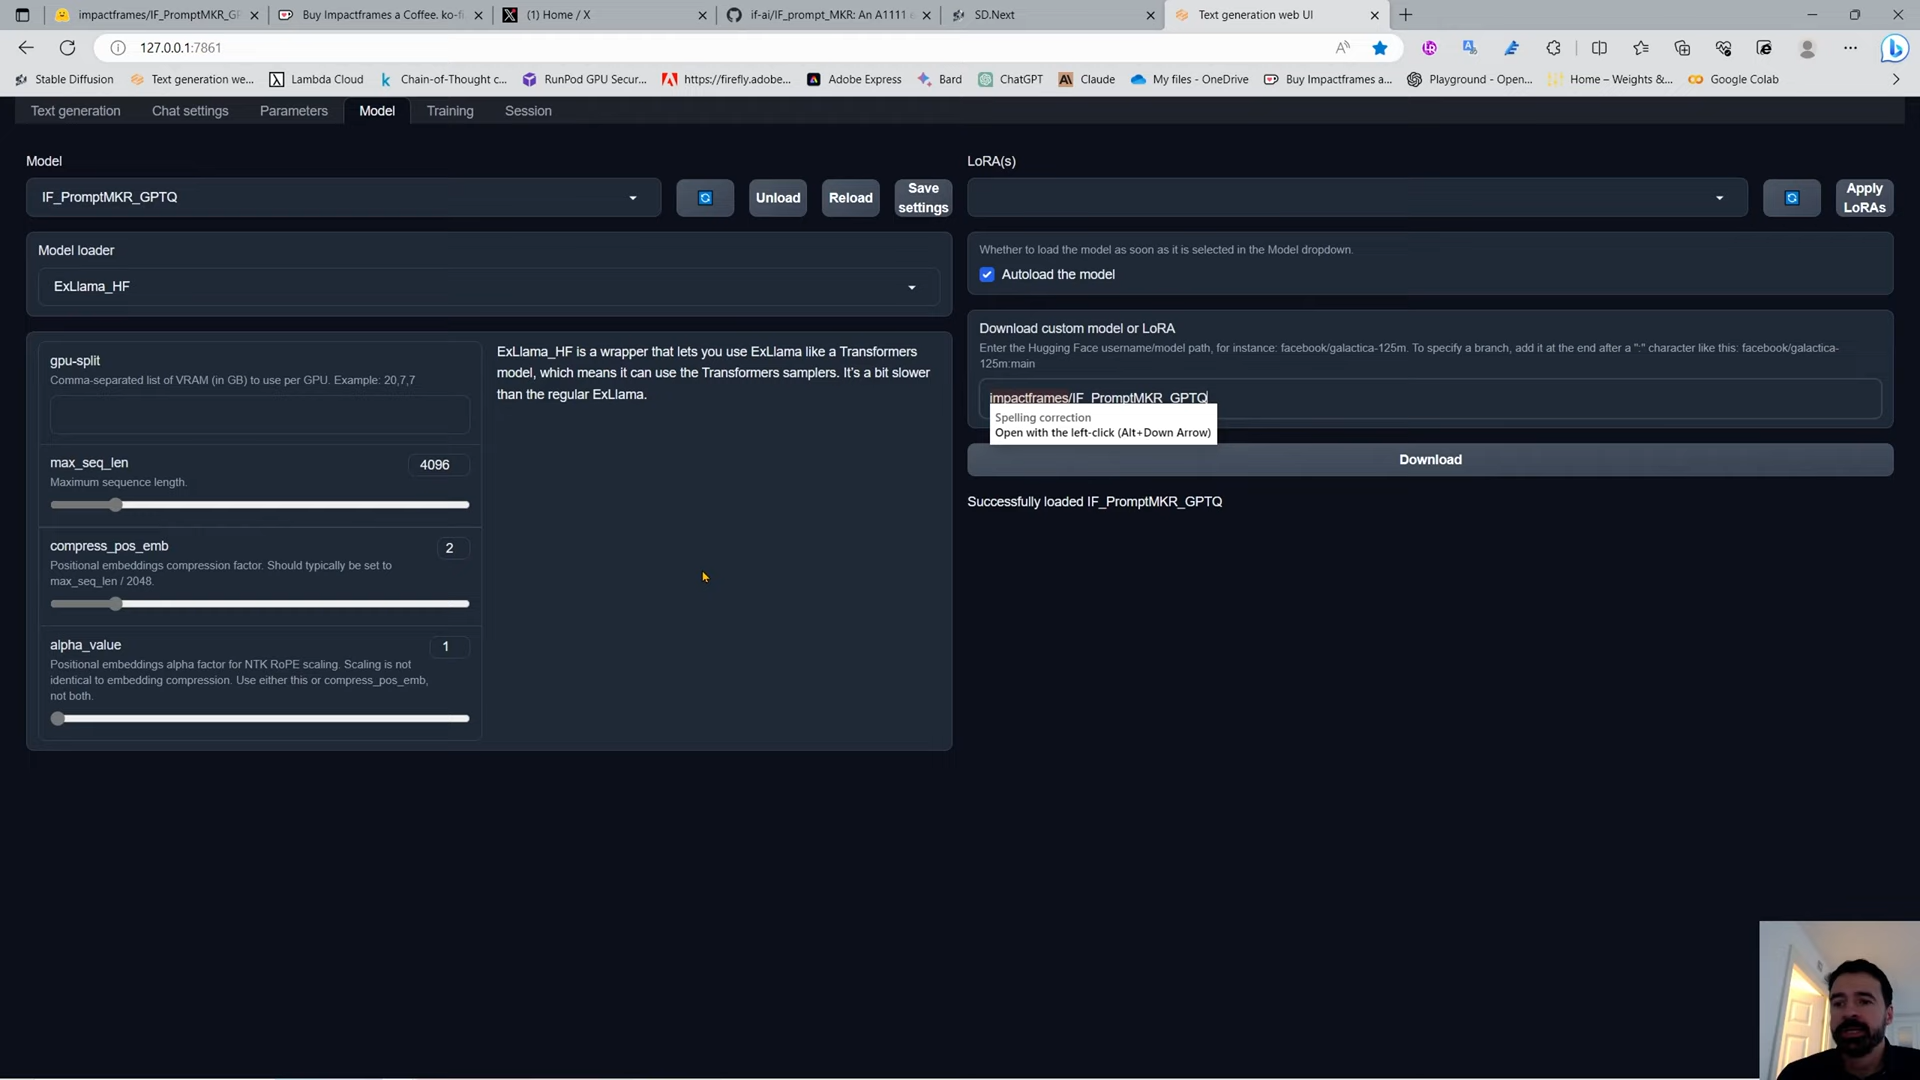 impactframes/IF_PromptMKR_GP
Buy Impactframes a Coffee. ko-fi
(1) Home / X
if-ai/IF_prompt_MKR: An A1111 e
SD.Next
Text generation web UI
127.0.0.1:7861
Stable Diffusion
Text generation we...
Lambda Cloud
Chain-of-Thought c...
RunPod GPU Secur...
https://firefly.adobe...
Adobe Express
Bard
ChatGPT
Claude
My files - OneDrive
Buy Impactframes a...
Playground - Open...
Home – Weights &...
Google Colab
Text generation
Chat settings
Parameters
Model
Training
Session
Model
IF_PromptMKR_GPTQ
Unload
Reload
Save
settings
Model loader
ExLlama_HF
gpu-split
Comma-separated list of VRAM (in GB) to use per GPU. Example: 20,7,7
max_seq_len
4096
Maximum sequence length.
compress_pos_emb
2
Positional embeddings compression factor. Should typically be set to
max_seq_len / 2048.
alpha_value
1
Positional embeddings alpha factor for NTK RoPE scaling. Scaling is not
identical to embedding compression. Use either this or compress_pos_emb,
not both.
ExLlama_HF is a wrapper that lets you use ExLlama like a Transformers
model, which means it can use the Transformers samplers. It's a bit slower
than the regular ExLlama.
LoRA(s)
Apply
LoRAs
Whether to load the model as soon as it is selected in the Model dropdown.
Autoload the model
Download custom model or LoRA
Enter the Hugging Face username/model path, for instance: facebook/galactica-125m. To specify a branch, add it at the end after a ":" character like this: facebook/galactica-
125m:main
impactframes/IF_PromptMKR_GPTQ
Spelling correction
Open with the left-click (Alt+Down Arrow)
Download
Successfully loaded IF_PromptMKR_GPTQ